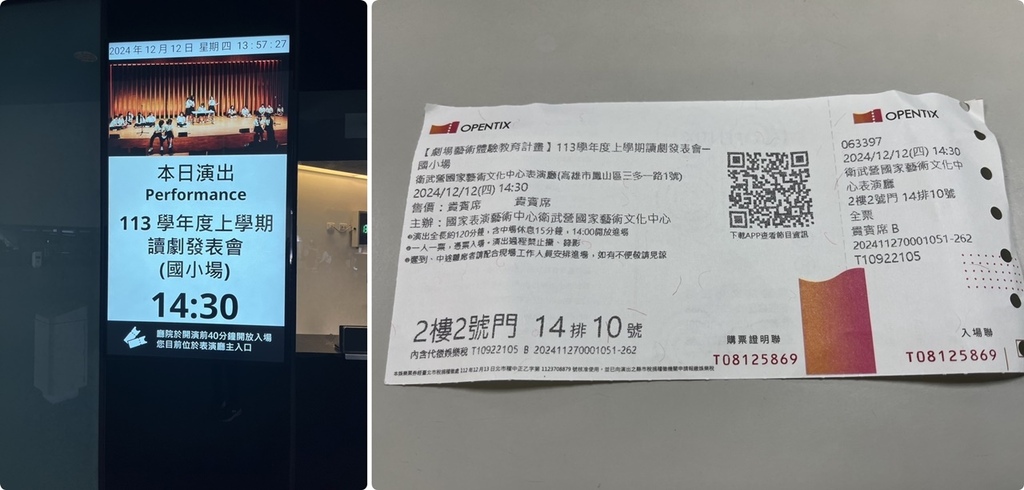 2024年12月12日 星期四 13:57:27
本日演出
Performance
113 學年度上學期
讀劇發表會
(國小場)
14:30
廳院於開演前40分鐘開放入場
您目前位於表演廳主入口
OPENTIX
【劇場藝術體驗教育計畫】113學年度上學期讀劇發表會—
國小場
衛武營國家藝術文化中心表演廳(高雄市鳳山區三多一路1號)
2024/12/12(四) 14:30
售價：貴賓席 貴賓席
主辦：國家表演藝術中心衛武營國家藝術文化中心
●演出全長約120分鐘，含中場休息15分鐘，14:00開放進場
●一人一票，憑票入場，演出過程禁止攝、錄影
●遲到、中途離席者請配合現場工作人員安排進場，如有不便敬請見諒
下載APP查看節目資訊
2樓2號門 14排10號
內含代徵娛樂稅 T10922105 B 202411270001051-262
購票證明聯
T08125869
OPENTIX
063397
2024/12/12(四) 14:30
衛武營國家藝術文化中
心表演廳
2樓2號門 14排10號
全票
貴賓席 B
202411270001051-262
T10922105
入場聯
T08125869